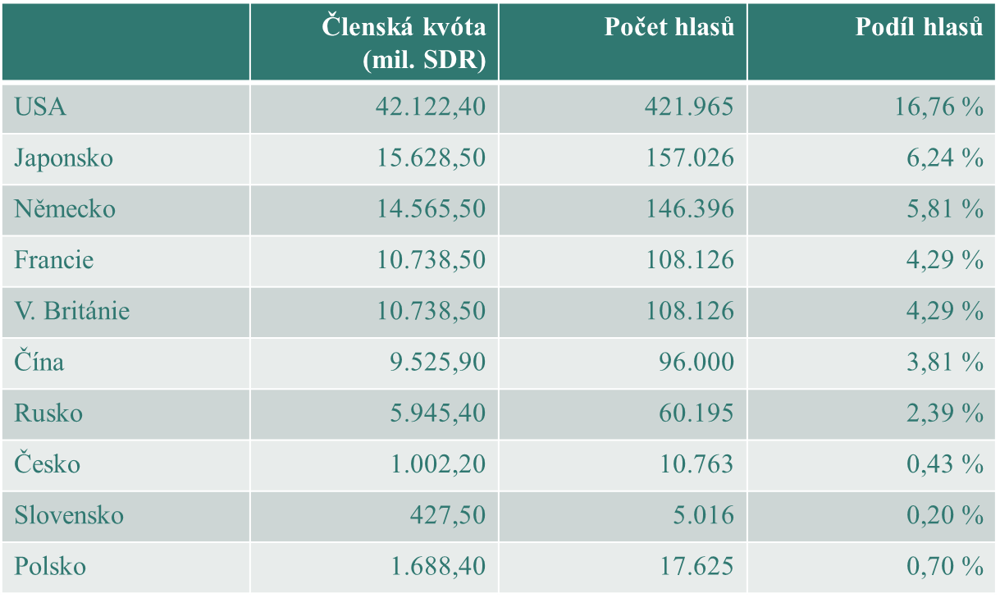 Členská kvóta (mil. SDR) Počet hlasů Podíl hlasů
USA 42.122,40 421.965 16,76 %
Japonsko 15.628,50 157.026 6,24 %
Německo 14.565,50 146.396 5,81 %
Francie 10.738,50 108.126 4,29 %
V. Británie 10.738,50 108.126 4,29 %
Čína 9.525,90 96.000 3,81 %
Rusko 5.945,40 60.195 2,39 %
Česko 1.002,20 10.763 0,43 %
Slovensko 427,50 5.016 0,20 %
Polsko 1.688,40 17.625 0,70 %